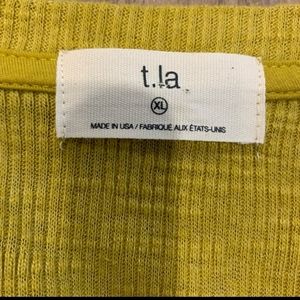 t.la
XL
MADE IN USA / FABRIQUÉ AUX ÉTATS-UNIS